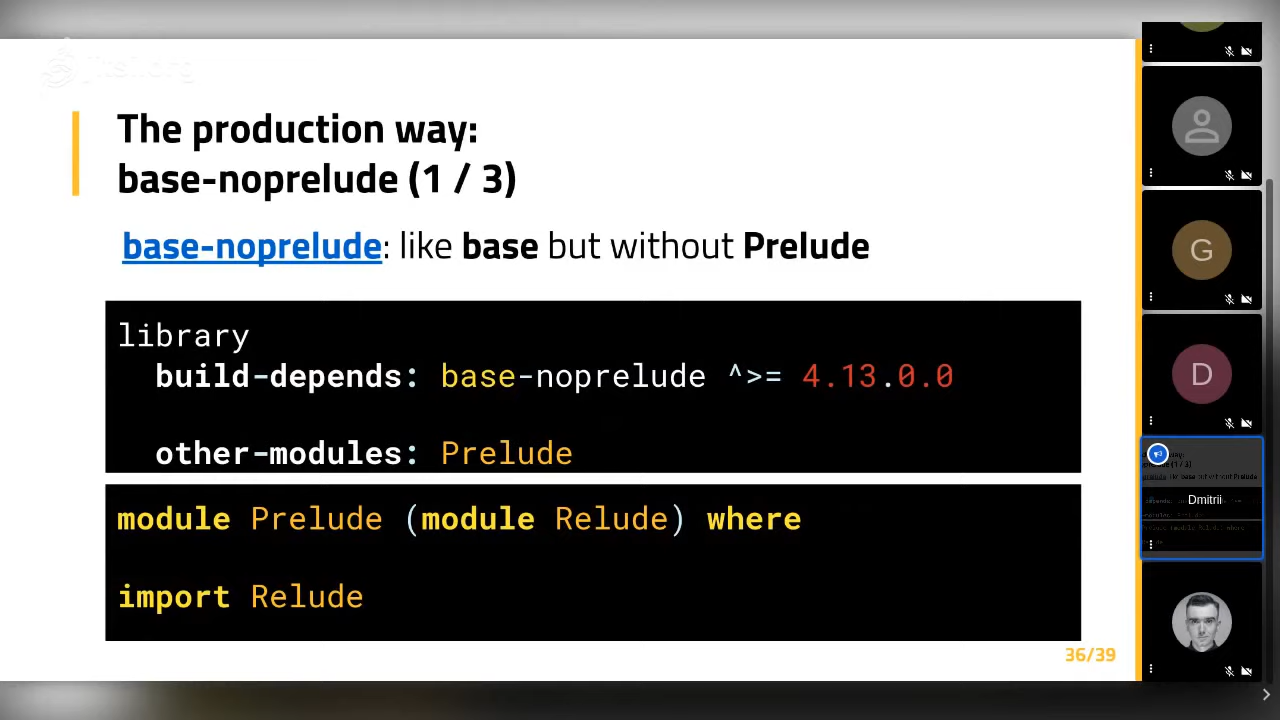 The production way:
base-noprelude (1 / 3)
base-noprelude: like base but without Prelude
library
build-depends: base-noprelude ^>= 4.13.0.0
other-modules: Prelude
module Prelude (module Relude) where
import Relude
36/39
G
D
Dmitrii